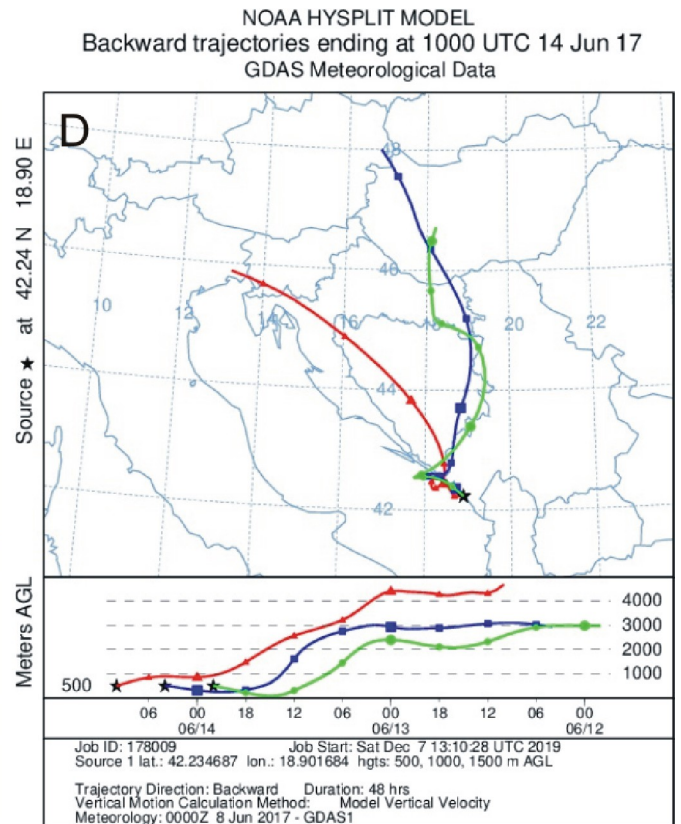 NOAA HYSPLIT MODEL
Backward trajectories ending at 1000 UTC 14 Jun 17
GDAS Meteorological Data
D
Source ★ at 42.24 N 18.90 E
48
46
10 12 14 16 20 22
44
42
Meters AGL
4000
3000
2000
1000
500
06 00 18 12 06 00 18 12 06 00
06/14 06/13 06/12
Job ID: 178009 Job Start: Sat Dec 7 13:10:28 UTC 2019
Source 1 lat.: 42.234687 lon.: 18.901684 hgts: 500, 1000, 1500 m AGL
Trajectory Direction: Backward Duration: 48 hrs
Vertical Motion Calculation Method: Model Vertical Velocity
Meteorology: 0000Z 8 Jun 2017 - GDAS1